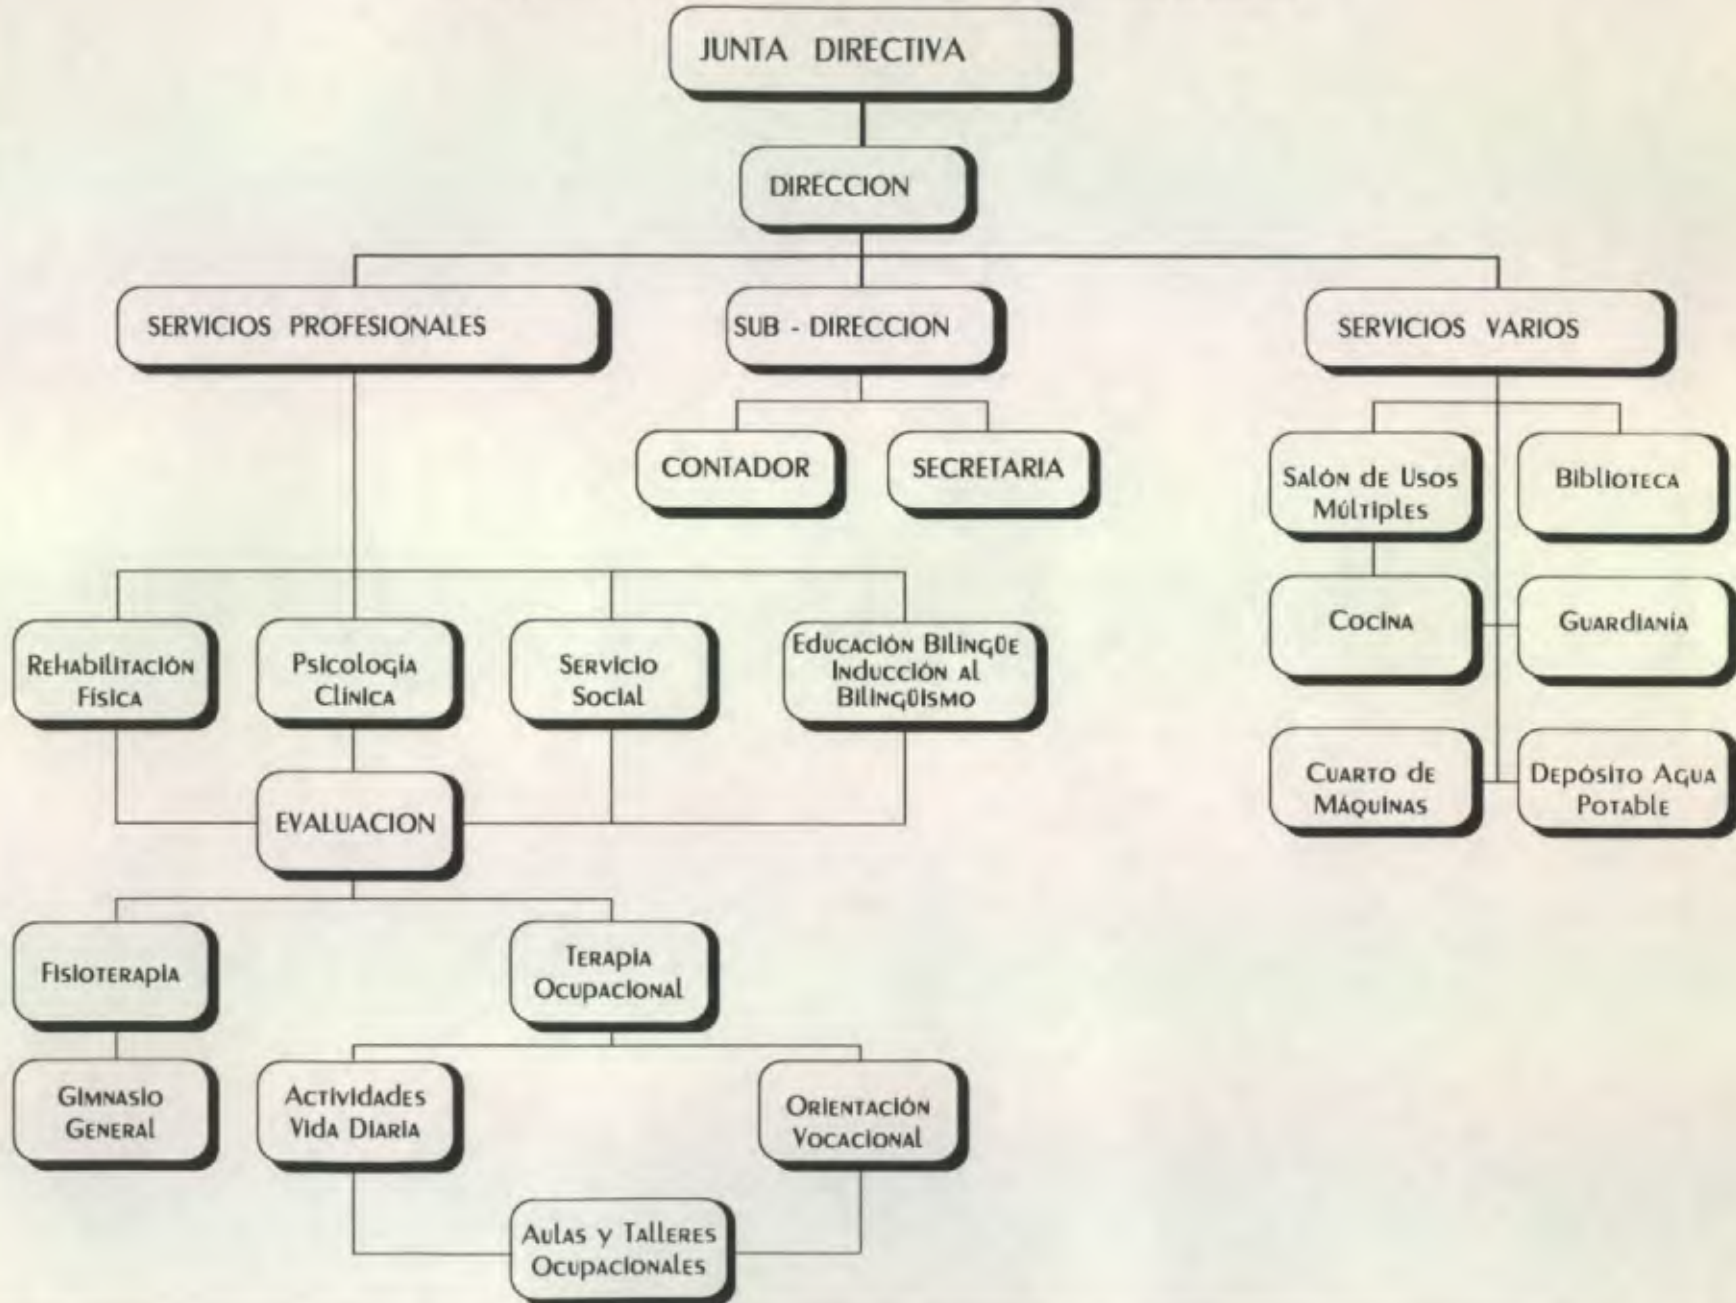 JUNTA DIRECTIVA
DIRECCION
SERVICIOS PROFESIONALES
SUB - DIRECCION
SERVICIOS VARIOS
CONTADOR
SECRETARIA
Salón de Usos
Múltiples
Biblioteca
Rehabilitación
Física
Psicología
Clínica
Servicio
Social
Educación Bilingüe
Inducción al
Bilingüismo
Cocina
Guardianía
EVALUACION
Cuarto de
Máquinas
Depósito Agua
Potable
Fisioterapia
Terapia
Ocupacional
Gimnasio
General
Actividades
Vida Diaria
Orientación
Vocacional
Aulas y Talleres
Ocupacionales